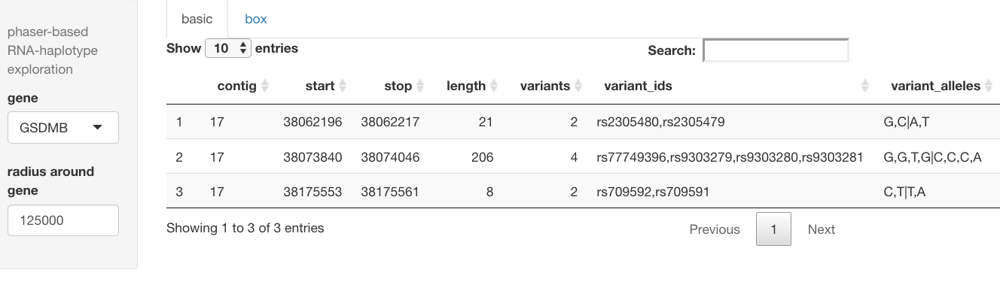 phaser-based
RNA-haplotype
exploration
gene
GSDMB
radius around
gene
125000
basic box
Show 10 entries Search:
contig start stop length variants variant_ids variant_alleles
1 17 38062196 38062217 21 2 rs2305480,rs2305479 G,C|A,T
2 17 38073840 38074046 206 4 rs77749396,rs9303279,rs9303280,rs9303281 G,G,T,G|C,C,C,A
3 17 38175553 38175561 8 2 rs709592,rs709591 C,T|T,A
Showing 1 to 3 of 3 entries Previous 1 Next